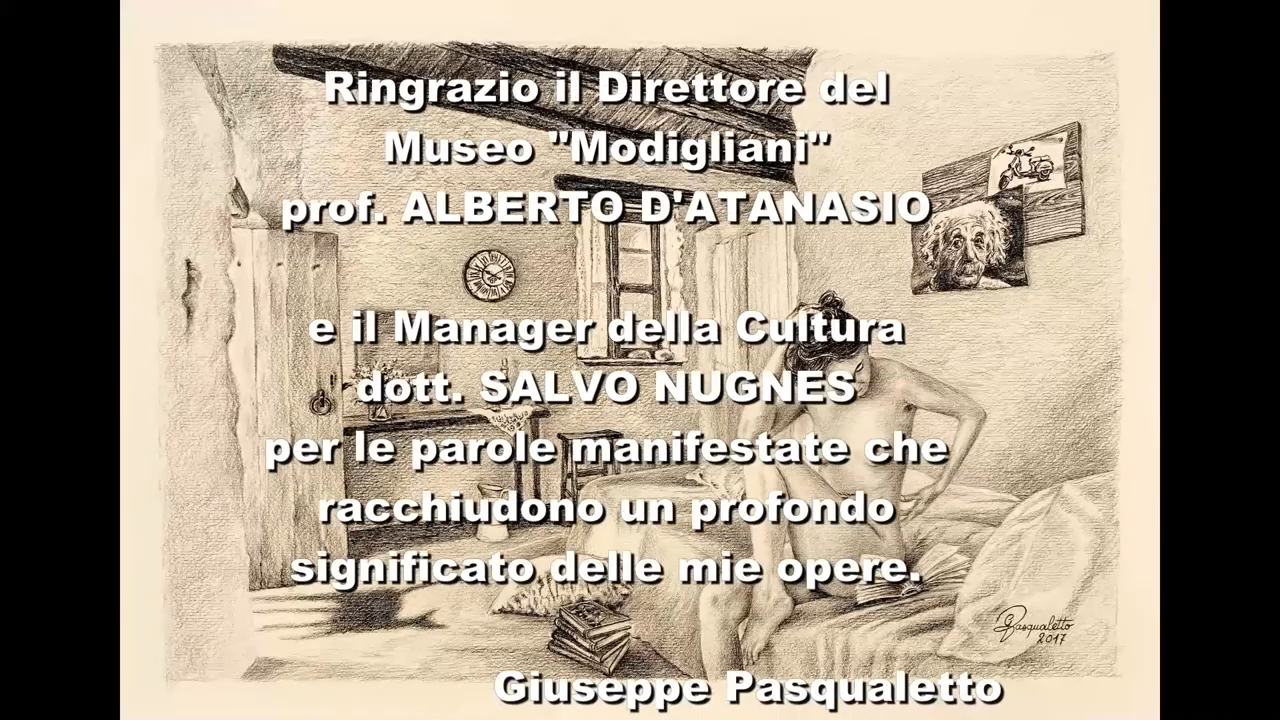 Ringrazio il Direttore del
Museo "Modigliani"
prof. ALBERTO D'ATANASIO
e il Manager della Cultura
dott. SALVO NUGNES
per le parole manifestate che
racchiudono un profondo
significato delle mie opere.
GPasqualetto
2017
Giuseppe Pasqualetto